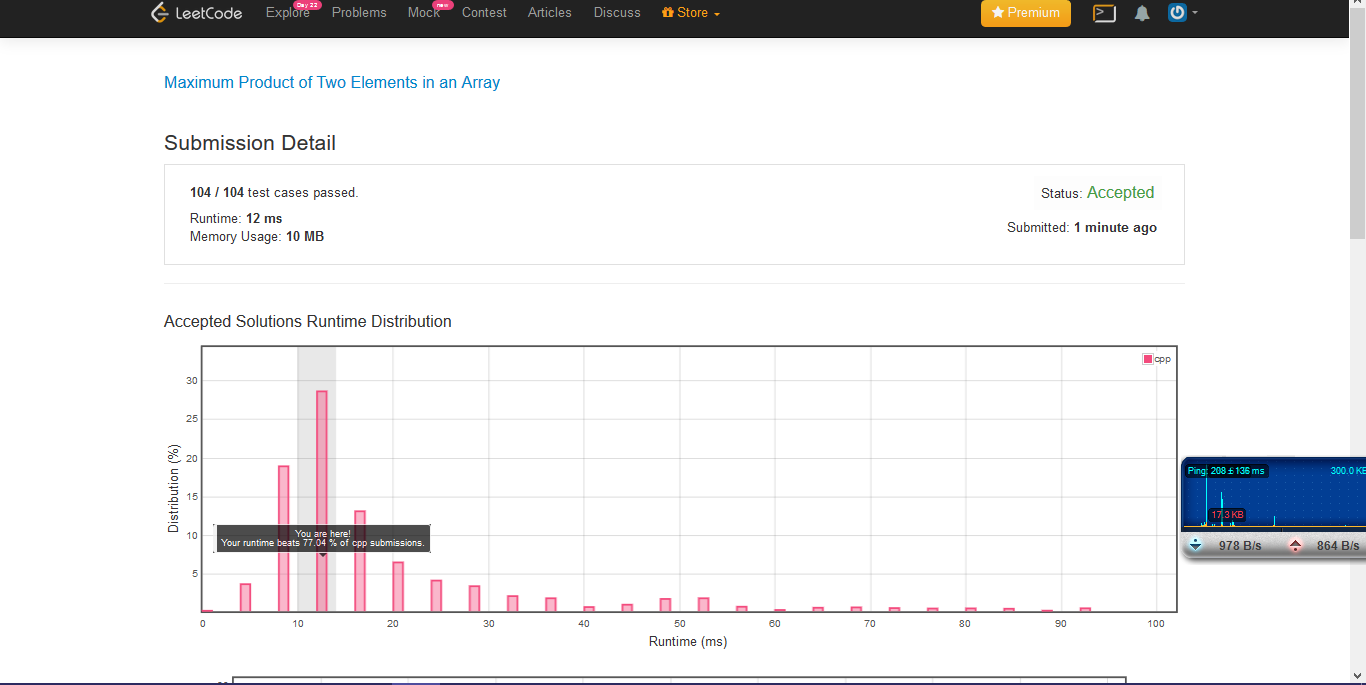 LeetCode Explore Day 22 Problems Mock new Contest Articles Discuss Store Premium
Maximum Product of Two Elements in an Array
Submission Detail
104 / 104 test cases passed.
Status: Accepted
Runtime: 12 ms
Submitted: 1 minute ago
Memory Usage: 10 MB
Accepted Solutions Runtime Distribution
cpp
30
25
20
15
10
5
Distribution (%)
You are here!
Your runtime beats 77.04 % of cpp submissions.
0 10 20 30 40 50 60 70 80 90 100
Runtime (ms)
Ping: 208 ± 136 ms 300.0 KB
17.3 KB
978 B/s 864 B/s